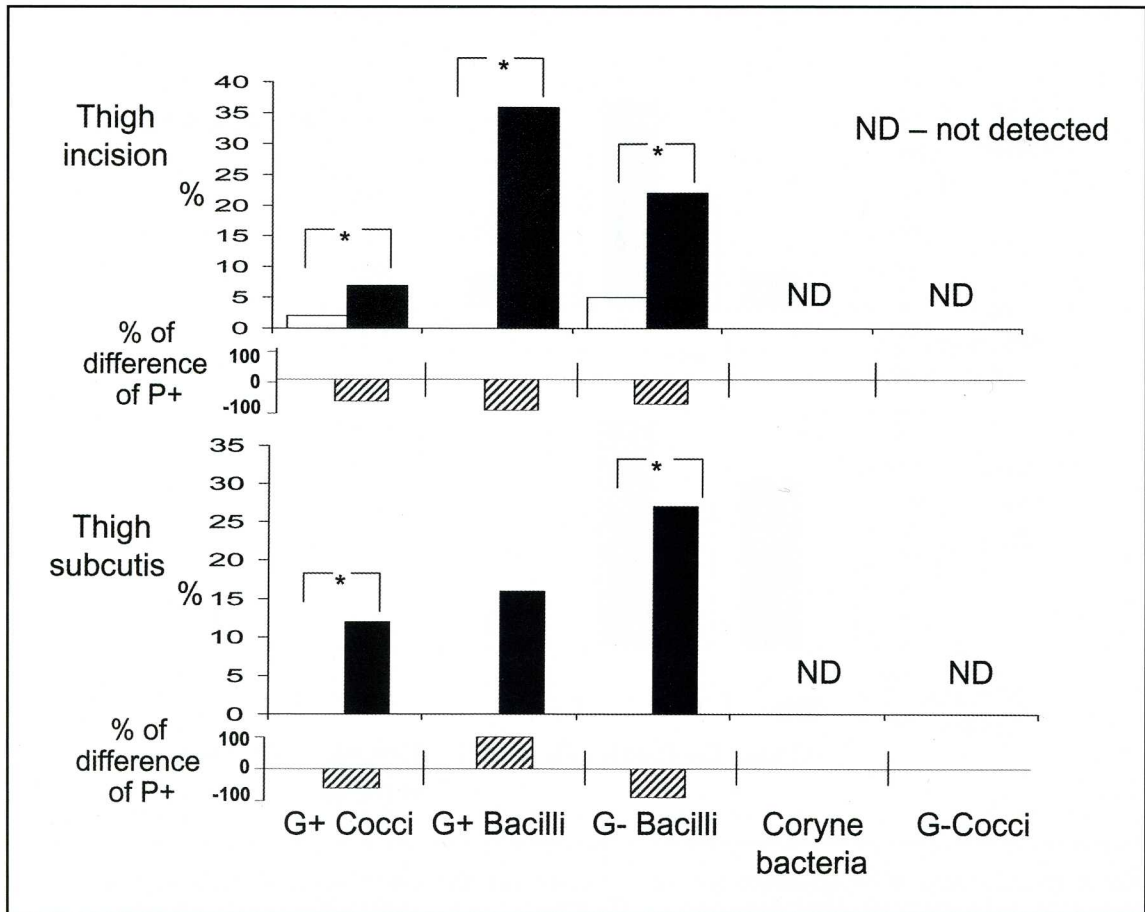 Thigh
incision
%
40
35
30
25
20
15
10
5
0
*
*
*
ND – not detected
ND
ND
% of
difference
of P+
100
0
-100
Thigh
subcutis
%
35
30
25
20
15
10
5
0
*
*
ND
ND
% of
difference
of P+
100
0
-100
G+ Cocci
G+ Bacilli
G- Bacilli
Coryne
bacteria
G-Cocci